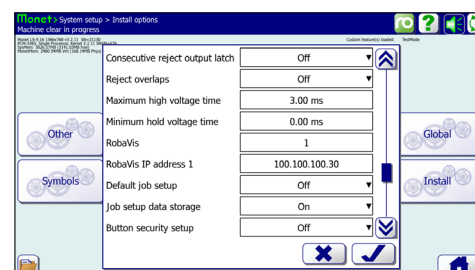 Monet> System setup > Install options
Machine clear in progress
Custom feature(s) loaded: TestMode
Consecutive reject output latch Off
Reject overlaps Off
Maximum high voltage time 3.00 ms
Minimum hold voltage time 0.00 ms
RobaVis 1
RobaVis IP address 1 100.100.100.30
Default job setup Off
Job setup data storage On
Button security setup Off
Other
Global
Symbols
Install